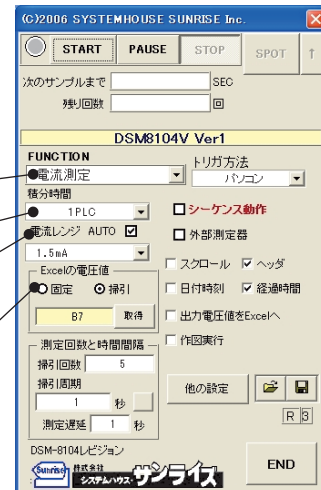 (C)2006 SYSTEMHOUSE SUNRISE Inc.
START PAUSE STOP SPOT ↑
次のサンプルまで SEC
残り回数 回
DSM8104V Ver1
FUNCTION トリガ方法
電流測定 パソコン
積分時間
1PLC シーケンス動作
電流レンジ AUTO 外部測定器
1.5mA
Excelの電圧値 スクロール ヘッダ
固定 掃引 日付時刻 経過時間
B7 取得 出力電圧値をExcelへ
測定回数と時間間隔 作図実行
掃引回数 5
掃引周期 他の設定
1 秒
測定遅延 1 秒 R 3
DSM-8104レビジョン
Sunrise 株式会社 END
システムハウス・サンライズ